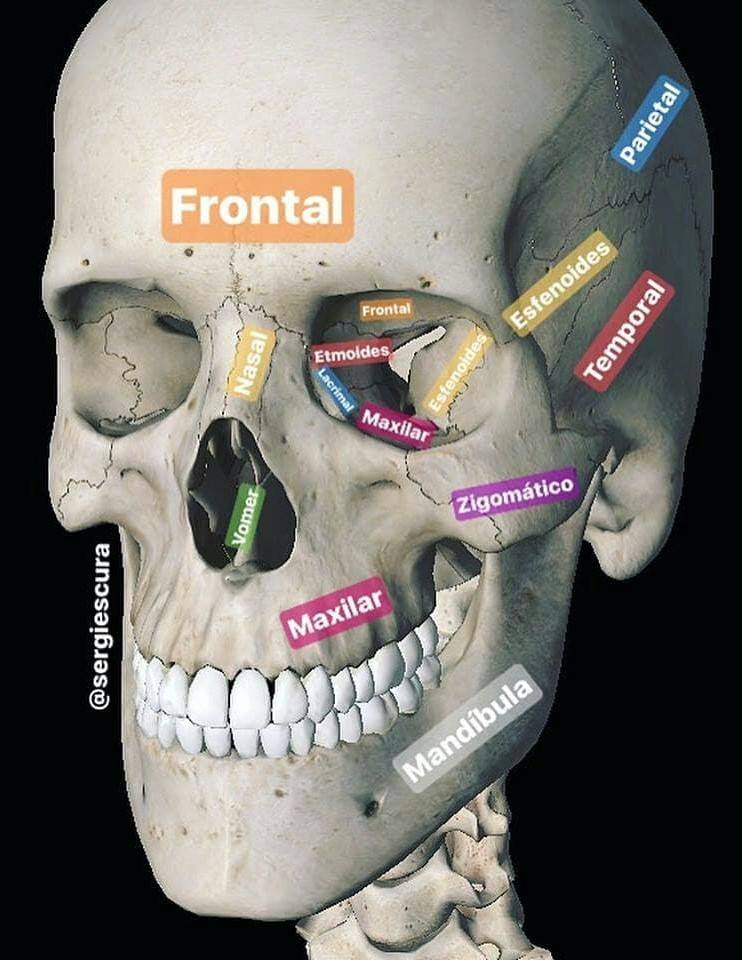 Parietal
Frontal
Esfenoides
Temporal
Frontal
Nasal
Etmoides
Esfenoides
Lacrimal
Maxilar
Zigomático
Vomer
Maxilar
@sergiescura
Mandíbula